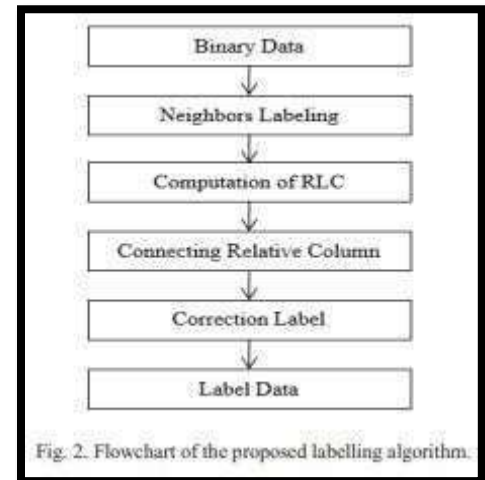 Binary Data
Neighbors Labeling
Computation of RLC
Connecting Relative Column
Correction Label
Label Data
Fig. 2. Flowchart of the proposed labelling algorithm.